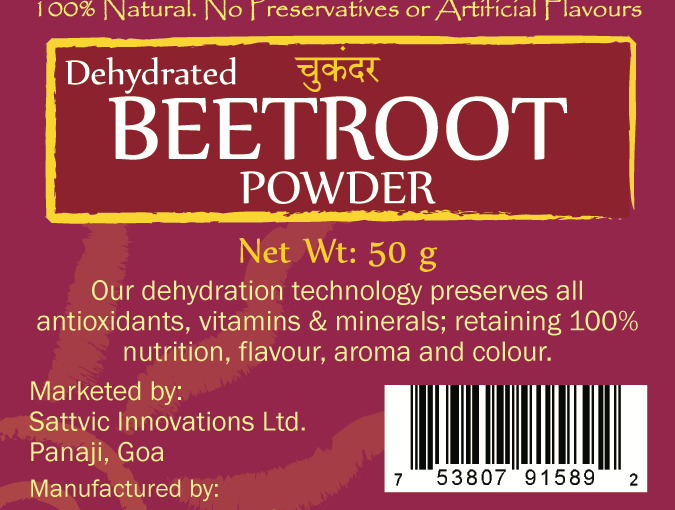 100% Natural. No Preservatives or Artificial Flavours
Dehydrated चुकंदर
BEETROOT
POWDER
Net Wt: 50 g
Our dehydration technology preserves all
antioxidants, vitamins & minerals; retaining 100%
nutrition, flavour, aroma and colour.
Marketed by:
Sattvic Innovations Ltd.
Panaji, Goa
Manufactured by:
7 53807 91589 2